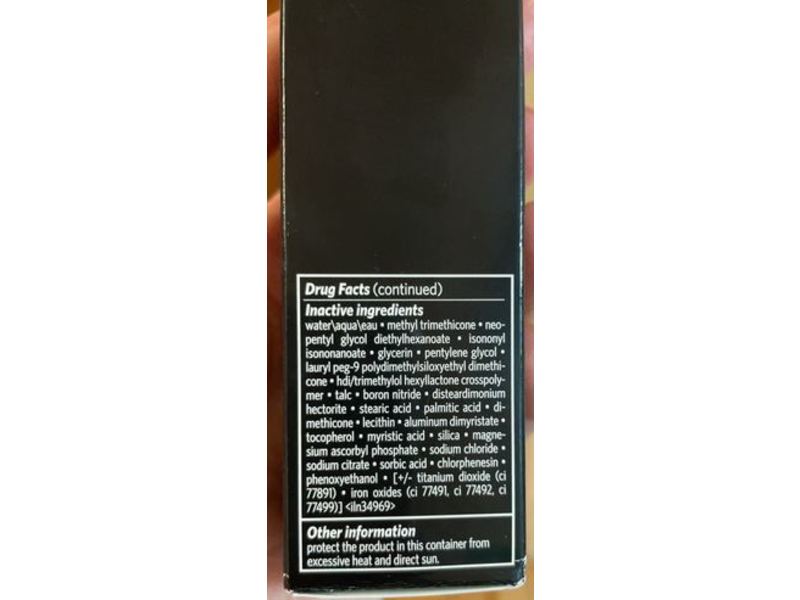 Drug Facts (continued)
Inactive ingredients
water\aqua\eau • methyl trimethicone • neo-
pentyl glycol diethylhexanoate • isononyl
isononanoate • glycerin • pentylene glycol •
lauryl peg-9 polydimethylsiloxyethyl dimethi-
cone • hdi/trimethylol hexyllactone crosspoly-
mer • talc • boron nitride • disteardimonium
hectorite • stearic acid • palmitic acid • di-
methicone • lecithin • aluminum dimyristate •
tocopherol • myristic acid • silica • magne-
sium ascorbyl phosphate • sodium chloride •
sodium citrate • sorbic acid • chlorphenesin •
phenoxyethanol • [+/- titanium dioxide (ci
77891) • iron oxides (ci 77491, ci 77492, ci
77499)] <iln34969>
Other information
protect the product in this container from
excessive heat and direct sun.